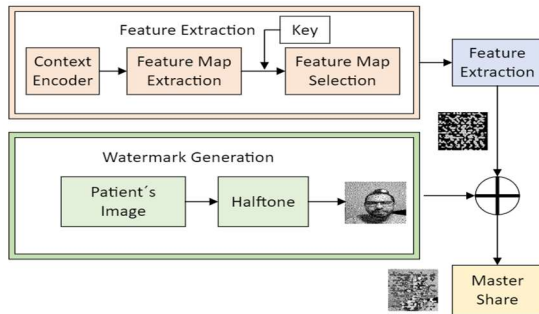 Feature Extraction
Key
Context
Encoder
Feature Map
Extraction
Feature Map
Selection
Feature
Extraction
Watermark Generation
Patient´s
Image
Halftone
Master
Share